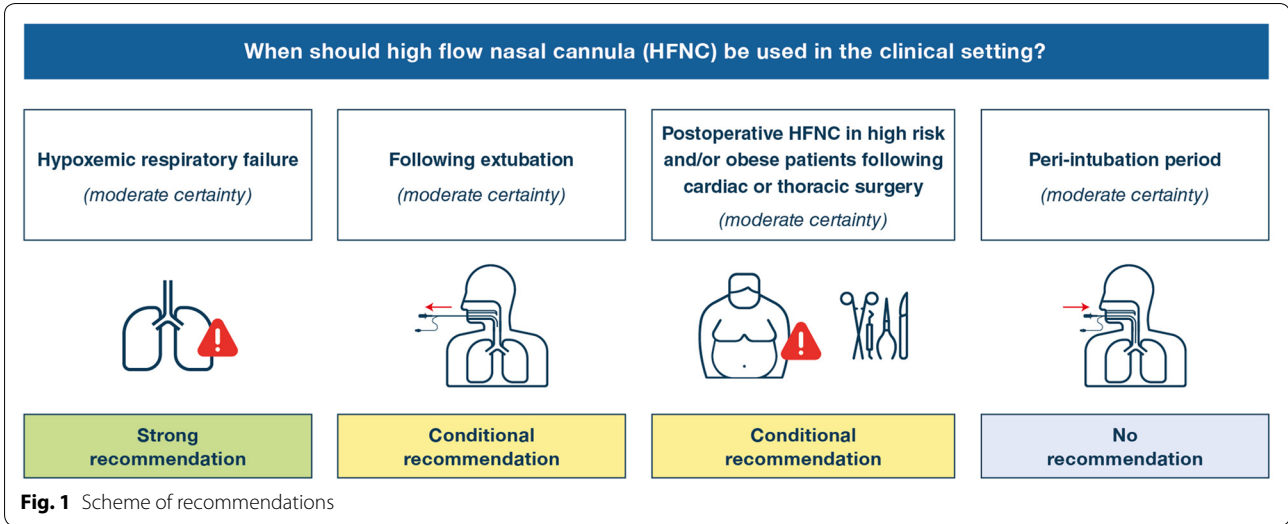 When should high flow nasal cannula (HFNC) be used in the clinical setting?
Hypoxemic respiratory failure
(moderate certainty)
Following extubation
(moderate certainty)
Postoperative HFNC in high risk
and/or obese patients following
cardiac or thoracic surgery
(moderate certainty)
Peri-intubation period
(moderate certainty)
Strong
recommendation
Conditional
recommendation
Conditional
recommendation
No
recommendation
Fig. 1 Scheme of recommendations